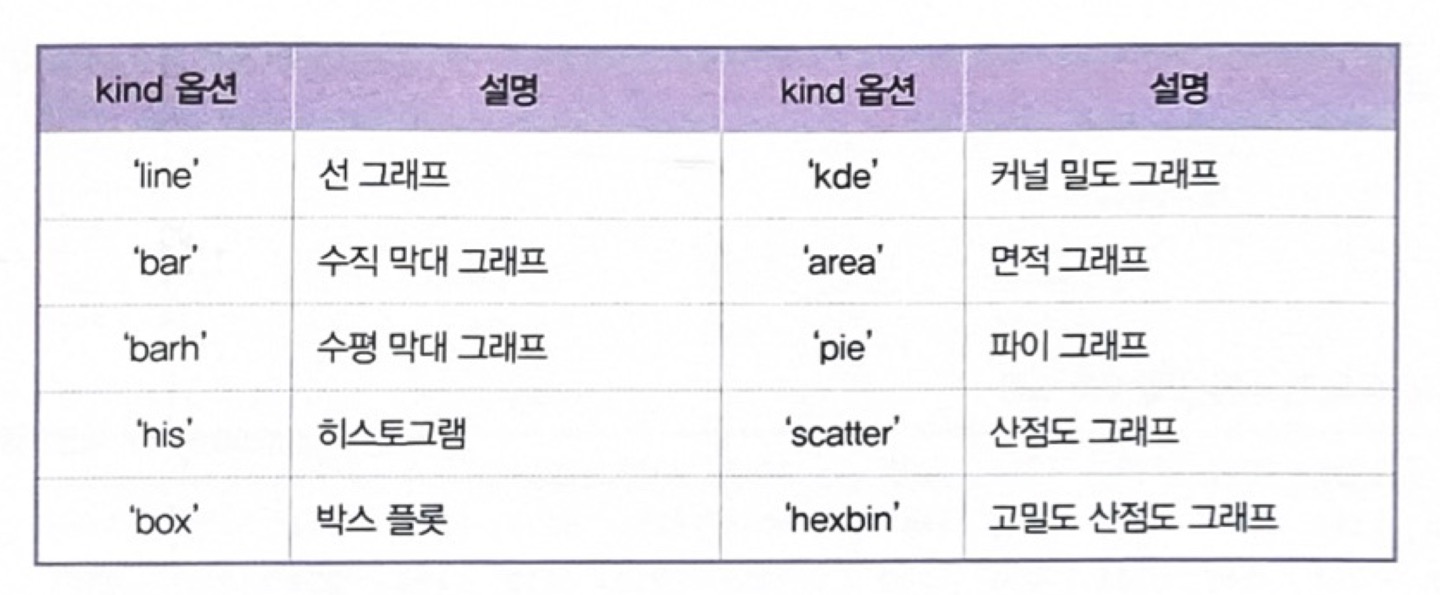 kind 옵션 설명 kind 옵션 설명
‘line’ 선 그래프 ‘kde’ 커널 밀도 그래프
‘bar’ 수직 막대 그래프 ‘area’ 면적 그래프
‘barh’ 수평 막대 그래프 ‘pie’ 파이 그래프
‘his’ 히스토그램 ‘scatter’ 산점도 그래프
‘box’ 박스 플롯 ‘hexbin’ 고밀도 산점도 그래프